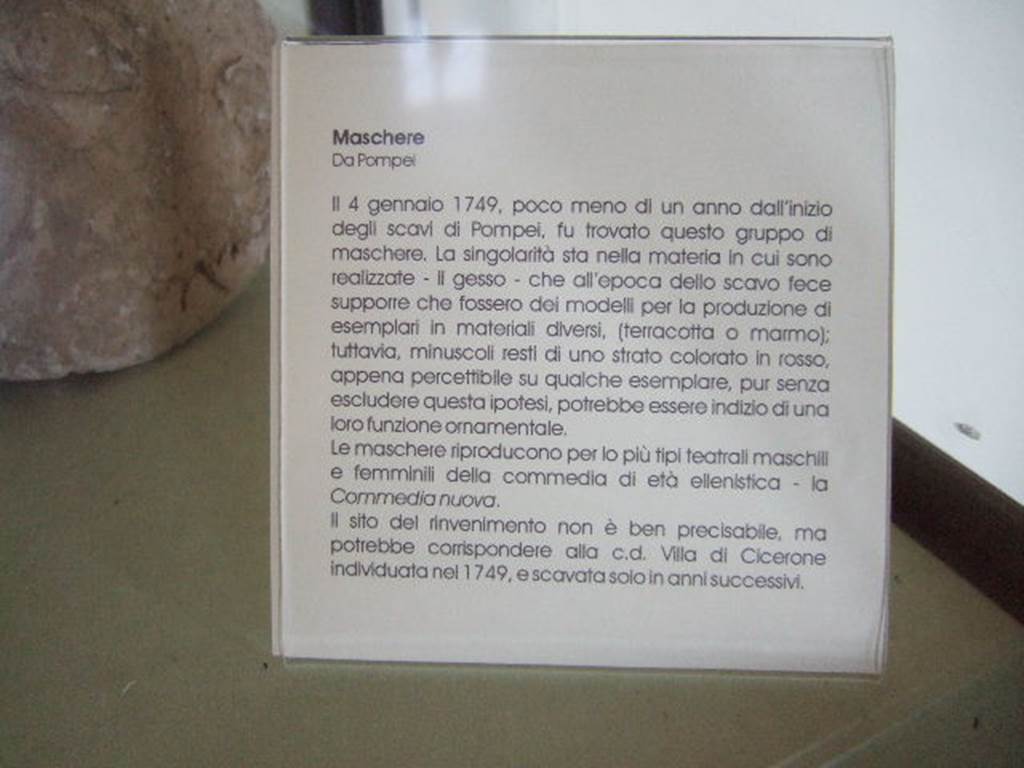 Maschere
Da Pompei
Il 4 gennaio 1749, poco meno di un anno dall'inizio
degli scavi di Pompei, fu trovato questo gruppo di
maschere. La singolarità sta nella materia in cui sono
realizzate - il gesso - che all'epoca dello scavo fece
supporre che fossero dei modelli per la produzione di
esemplari in materiali diversi, (terracotta o marmo);
tuttavia, minuscoli resti di uno strato colorato in rosso,
appena percettibile su qualche esemplare, pur senza
escludere questa ipotesi, potrebbe essere indizio di una
loro funzione ornamentale.
Le maschere riproducono per lo più tipi teatrali maschili
e femminili della commedia di età ellenistica - la
Commedia nuova.
Il sito del rinvenimento non è ben precisabile, ma
potrebbe corrispondere alla c.d. Villa di Cicerone
individuata nel 1749, e scavata solo in anni successivi.